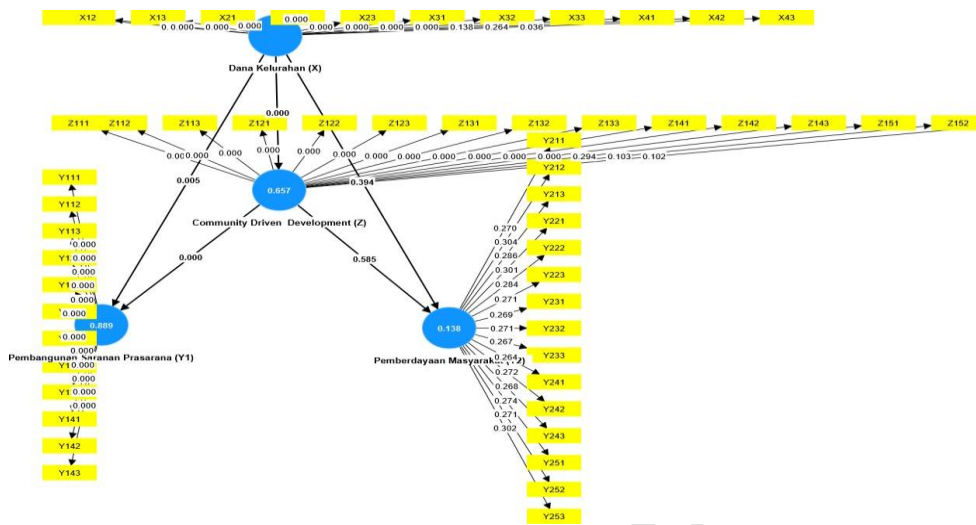 X12 X13 X21 X23 X31 X32 X33 X41 X42 X43
0.000
0.000 0.000 0.000 0.000 0.000 0.000 0.138 0.264 0.036
Dana Kelurahan (X)
0.000
Z111 Z112 Z113 Z121 Z122 Z123 Z131 Z132 Z133 Z141 Z142 Z143 Z151 Z152
0.000 0.000 0.000 0.000 0.000 0.000 0.000 0.000 0.000 0.000 0.000 0.294 0.103 0.102
0.005
0.657
0.394
Community Driven Development (Z)
0.000
0.585
Y111
Y112
Y113
0.000
0.000
0.000
0.000
0.000
0.000
0.000
0.000
0.000
0.000
Y141
Y142
Y143
0.889
Pembangunan Saranan Prasarana (Y1)
0.138
Pemberdayaan Masyarakat
Y211
Y212
Y213
Y221
Y222
Y223
Y231
Y232
Y233
Y241
Y242
Y243
Y251
Y252
Y253
0.270
0.304
0.286
0.301
0.284
0.271
0.269
0.271
0.267
0.264
0.272
0.268
0.274
0.271
0.302